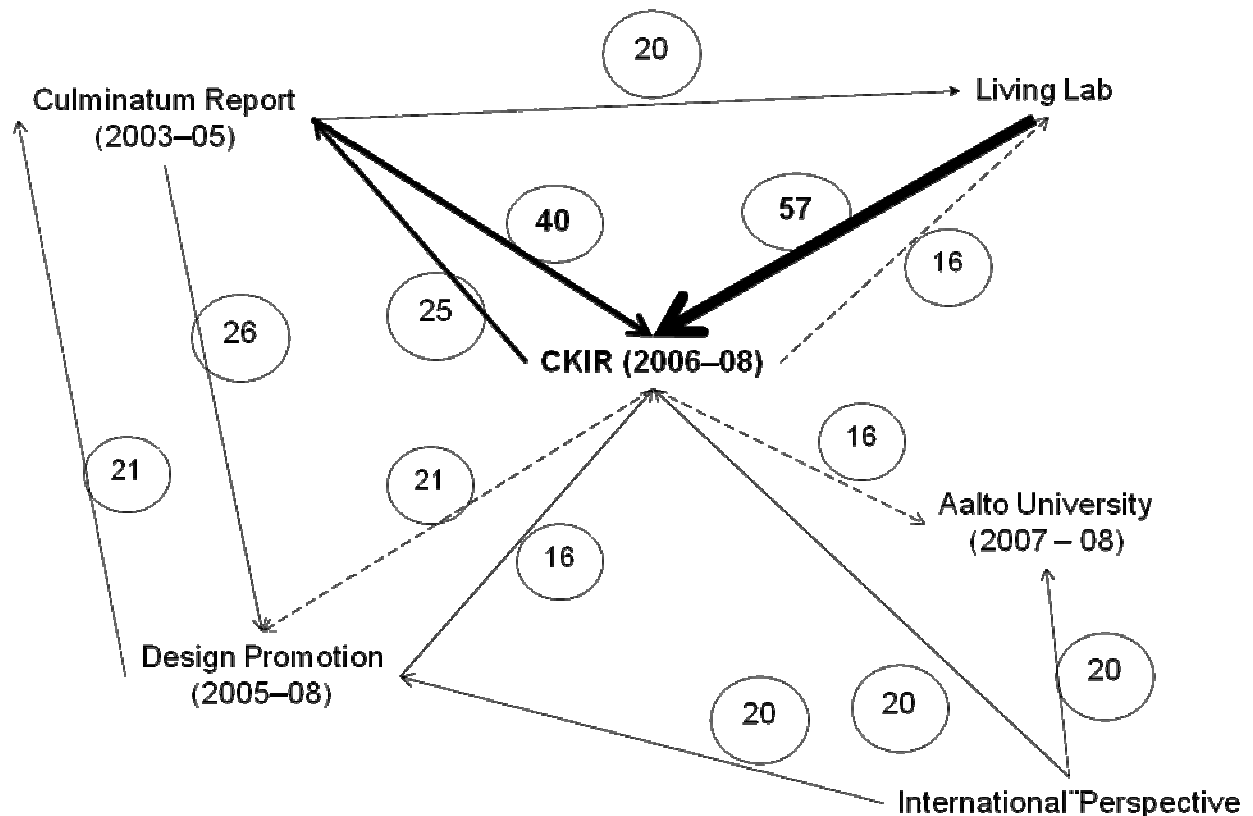 20
Culminatum Report
(2003–05)
Living Lab
40
57
16
25
26
CKIR (2006–08)
16
21
21
Aalto University
(2007 – 08)
16
Design Promotion
(2005–08)
20
20
20
International¨Perspective